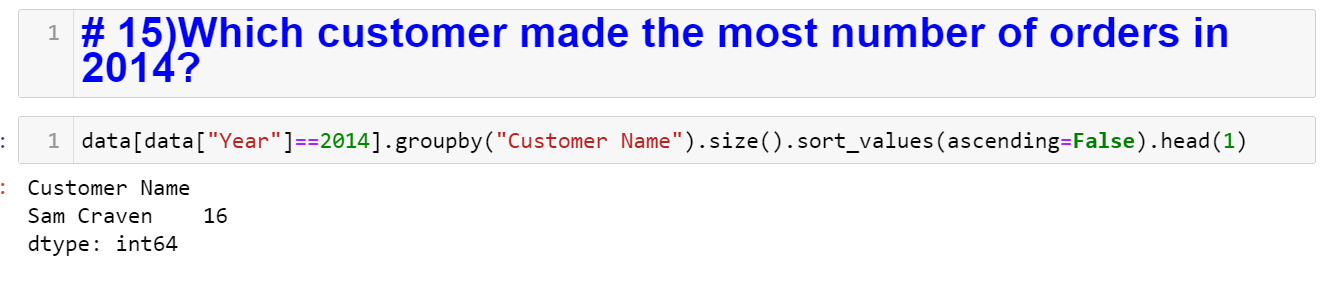 1 # 15)Which customer made the most number of orders in
2014?
: 1 data[data["Year"]==2014].groupby("Customer Name").size().sort_values(ascending=False).head(1)
: Customer Name
Sam Craven    16
dtype: int64